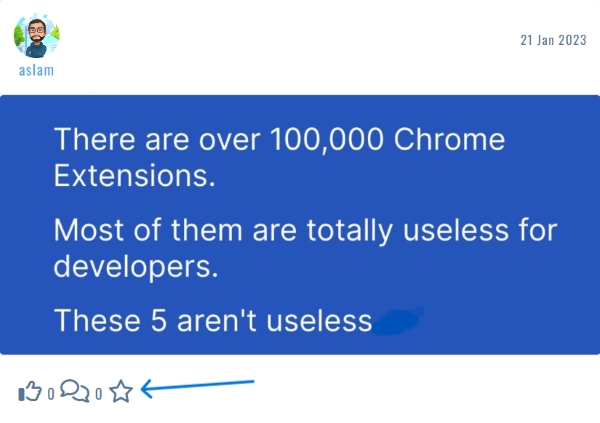 21 Jan 2023
aslam
There are over 100,000 Chrome
Extensions.
Most of them are totally useless for
developers.
These 5 aren't useless
0 0